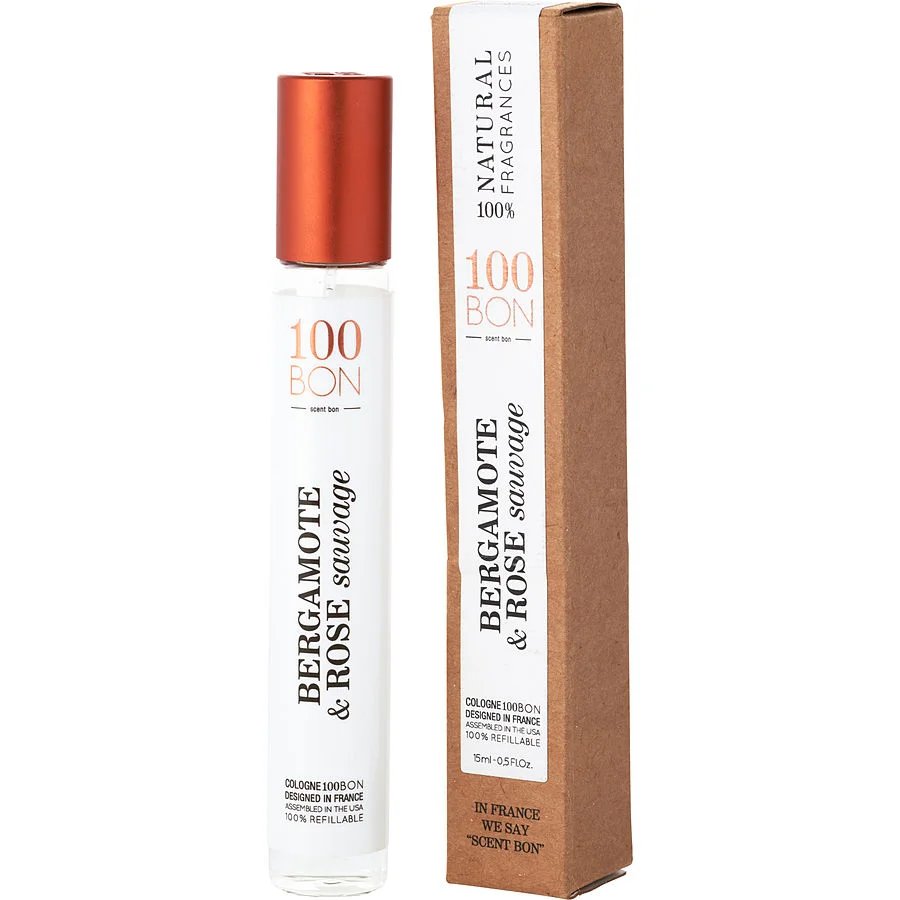 100
BON
scent bon
BERGAMOTE
& ROSE sauvage
COLOGNE 100BON
DESIGNED IN FRANCE
ASSEMBLED IN THE USA
100% REFILLABLE
100% NATURAL
FRAGRANCES
100
BON
scent bon
BERGAMOTE
& ROSE sauvage
COLOGNE 100BON
DESIGNED IN FRANCE
ASSEMBLED IN THE USA
100% REFILLABLE
15ml-0,5Fl.Oz.
IN FRANCE
WE SAY
“SCENT BON”